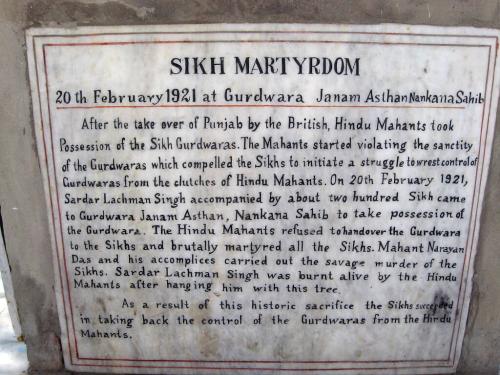 SIKH MARTYRDOM
20th February 1921 at Gurdwara Janam Asthan Nankana Sahib
After the take over of Punjab by the British, Hindu Mahants took
Possession of the Sikh Gurdwaras. The Mahants started violating the sanctity
of the Gurdwaras which compelled the Sikhs to initiate a struggle to wrest control of
Gurdwaras from the clutches of Hindu Mahants. On 20th February 1921,
Sardar Lachman Singh accompanied by about two hundred Sikh came
to Gurdwara Janam Asthan, Nankana Sahib to take possession of
the Gurdwara. The Hindu Mahants refused to handover the Gurdwara
to the Sikhs and brutally martyred all the Sikhs. Mahant Narayan
Das and his accomplices carried out the savage murder of the
Sikhs. Sardar Lachman Singh was burnt alive by the Hindu
Mahants after hanging him with this tree.
As a result of this historic sacrifice the Sikhs succeeded
in taking back the control of the Gurdwaras from the Hindu
Mahants.